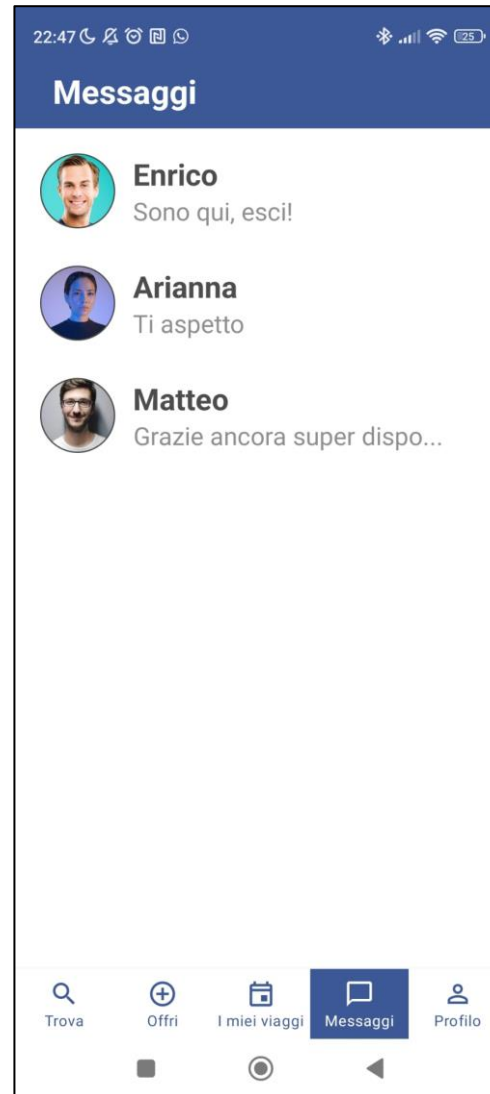 22:47
25
Messaggi
Enrico
Sono qui, esci!
Arianna
Ti aspetto
Matteo
Grazie ancora super dispo...
Trova Offri I miei viaggi Messaggi Profilo